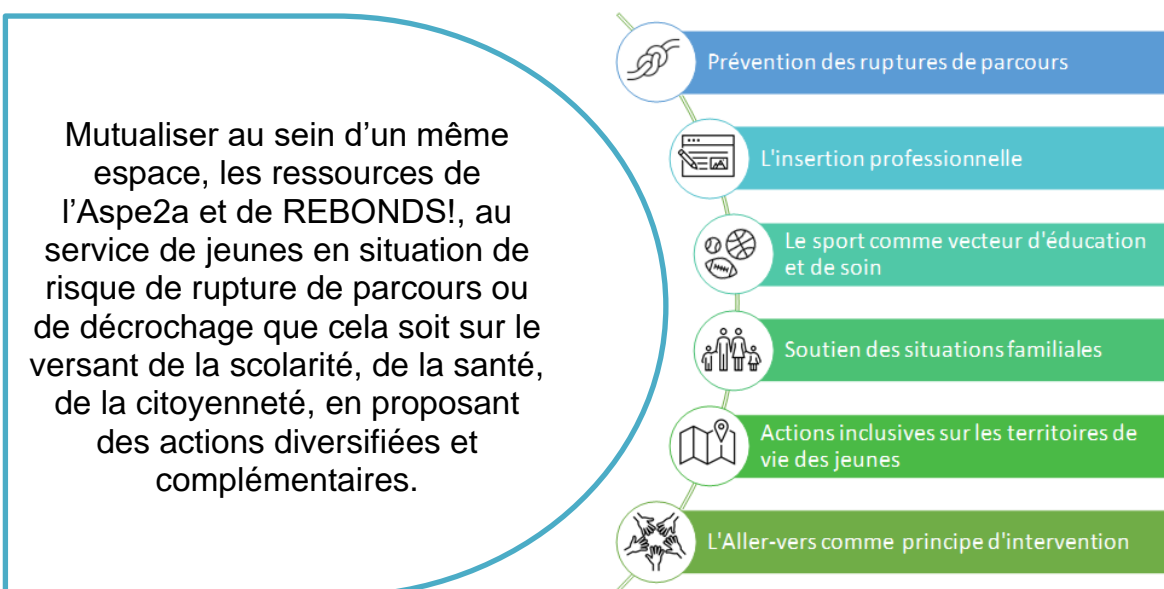 Mutualiser au sein d’un même
espace, les ressources de
l’Aspe2a et de REBONDS!, au
service de jeunes en situation de
risque de rupture de parcours ou
de décrochage que cela soit sur le
versant de la scolarité, de la santé,
de la citoyenneté, en proposant
des actions diversifiées et
complémentaires.
Prévention des ruptures de parcours
L'insertion professionnelle
Le sport comme vecteur d'éducation
et de soin
Soutien des situations familiales
Actions inclusives sur les territoires de
vie des jeunes
L'Aller-vers comme principe d'intervention